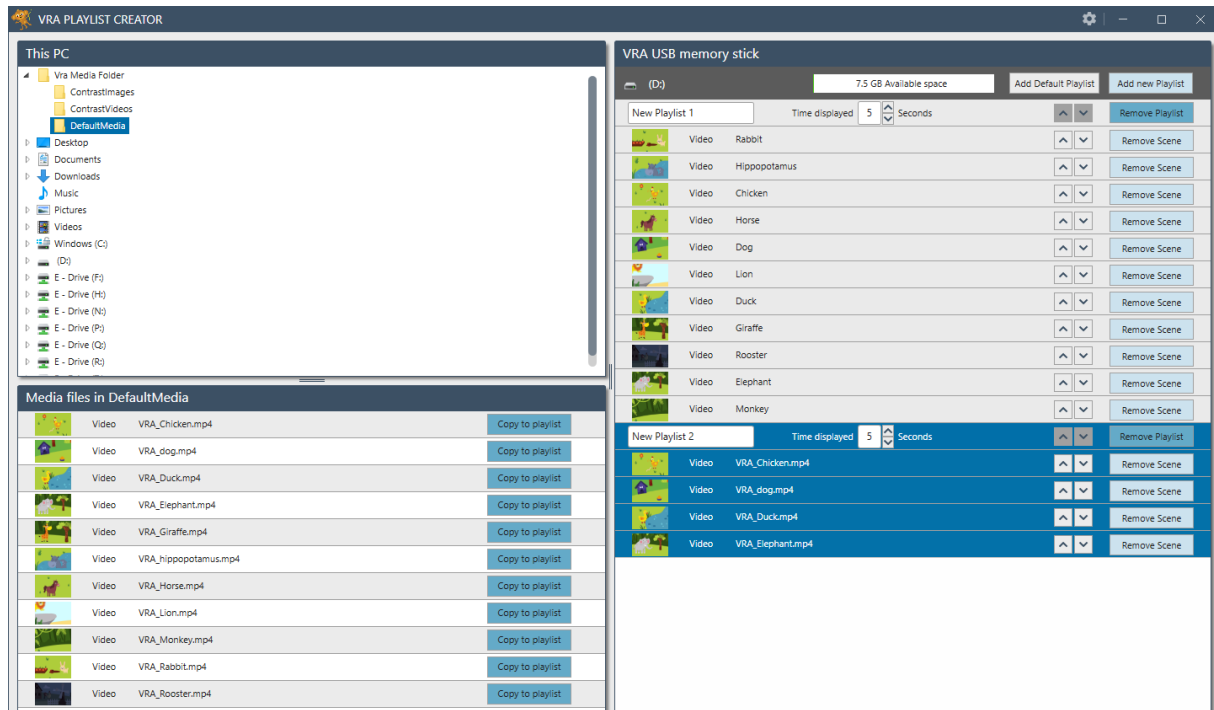 VRA PLAYLIST CREATOR
This PC
Vra Media Folder
ContrastImages
ContrastVideos
DefaultMedia
Desktop
Documents
Downloads
Music
Pictures
Videos
Windows (C:)
(D:)
E - Drive (F:)
E - Drive (H:)
E - Drive (N:)
E - Drive (P:)
E - Drive (Q:)
E - Drive (R:)
Media files in DefaultMedia
Video VRA_Chicken.mp4 Copy to playlist
Video VRA_dog.mp4 Copy to playlist
Video VRA_Duck.mp4 Copy to playlist
Video VRA_Elephant.mp4 Copy to playlist
Video VRA_Giraffe.mp4 Copy to playlist
Video VRA_hippopotamus.mp4 Copy to playlist
Video VRA_Horse.mp4 Copy to playlist
Video VRA_Lion.mp4 Copy to playlist
Video VRA_Monkey.mp4 Copy to playlist
Video VRA_Rabbit.mp4 Copy to playlist
Video VRA_Rooster.mp4 Copy to playlist
VRA USB memory stick
(D:) 7.5 GB Available space Add Default Playlist Add new Playlist
New Playlist 1 Time displayed 5 Seconds Remove Playlist
Video Rabbit Remove Scene
Video Hippopotamus Remove Scene
Video Chicken Remove Scene
Video Horse Remove Scene
Video Dog Remove Scene
Video Lion Remove Scene
Video Duck Remove Scene
Video Giraffe Remove Scene
Video Rooster Remove Scene
Video Elephant Remove Scene
Video Monkey Remove Scene
New Playlist 2 Time displayed 5 Seconds Remove Playlist
Video VRA_Chicken.mp4 Remove Scene
Video VRA_dog.mp4 Remove Scene
Video VRA_Duck.mp4 Remove Scene
Video VRA_Elephant.mp4 Remove Scene